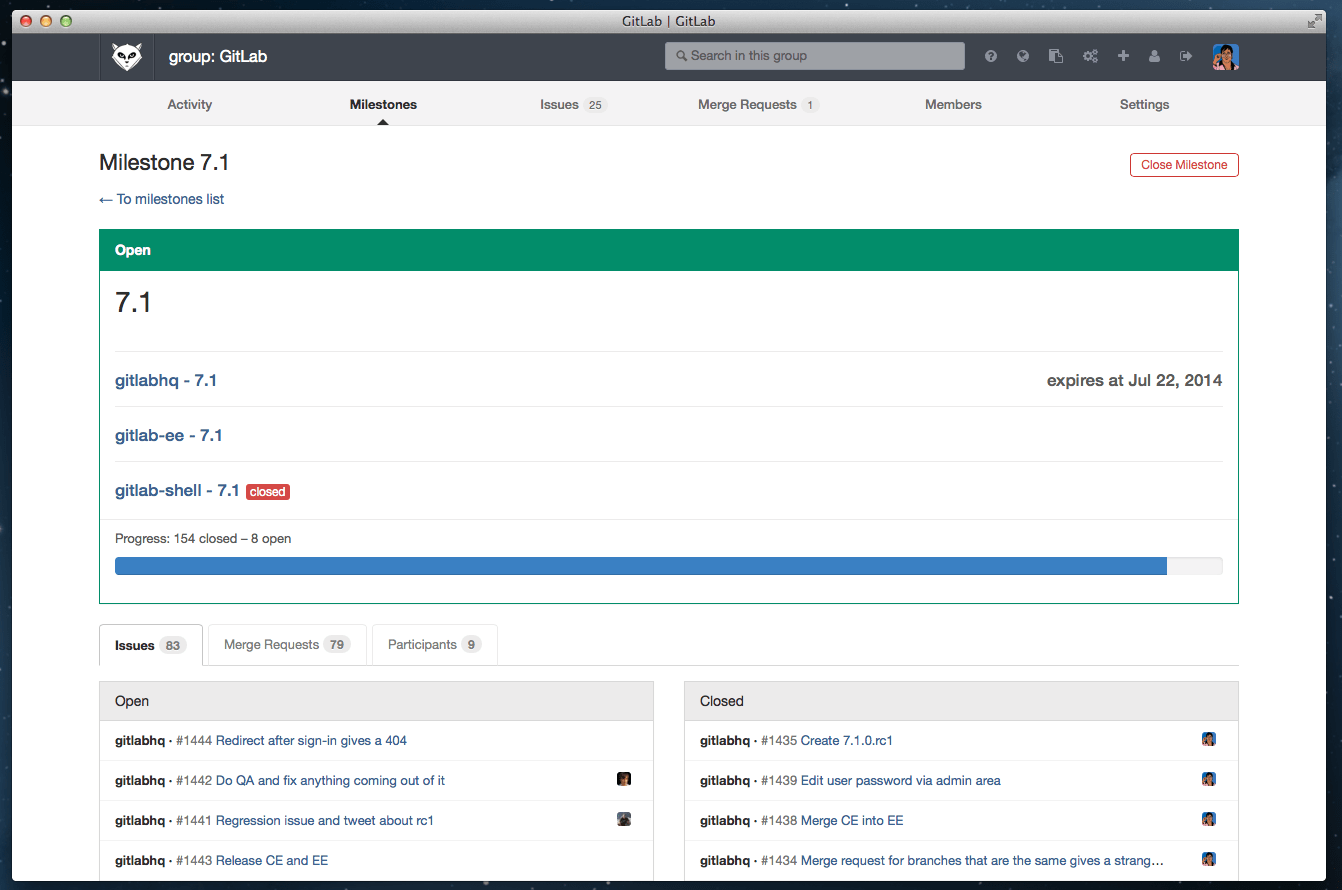 GitLab | GitLab
group: GitLab
Search in this group
Activity
Milestones
Issues 25
Merge Requests 1
Members
Settings
Milestone 7.1
Close Milestone
← To milestones list
Open
7.1
gitlabhq - 7.1
expires at Jul 22, 2014
gitlab-ee - 7.1
gitlab-shell - 7.1 closed
Progress: 154 closed – 8 open
Issues 83
Merge Requests 79
Participants 9
Open
gitlabhq · #1444 Redirect after sign-in gives a 404
gitlabhq · #1442 Do QA and fix anything coming out of it
gitlabhq · #1441 Regression issue and tweet about rc1
gitlabhq · #1443 Release CE and EE
Closed
gitlabhq · #1435 Create 7.1.0.rc1
gitlabhq · #1439 Edit user password via admin area
gitlabhq · #1438 Merge CE into EE
gitlabhq · #1434 Merge request for branches that are the same gives a strang…